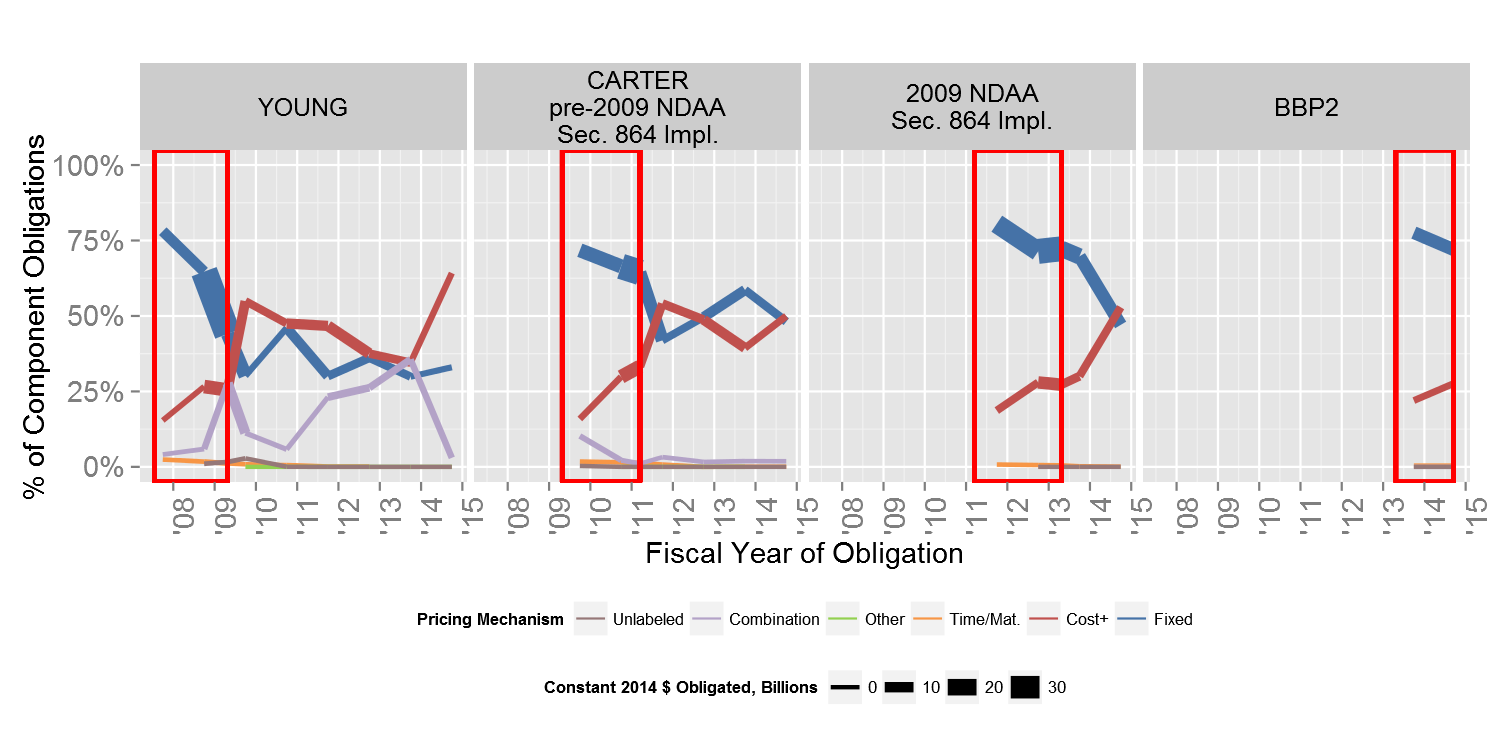 YOUNG
CARTER
pre-2009 NDAA
Sec. 864 Impl.
2009 NDAA
Sec. 864 Impl.
BBP2
% of Component Obligations
100%
75%
50%
25%
0%
'08 '09 '10 '11 '12 '13 '14 '15
'08 '09 '10 '11 '12 '13 '14 '15
'08 '09 '10 '11 '12 '13 '14 '15
'08 '09 '10 '11 '12 '13 '14 '15
Fiscal Year of Obligation
Pricing Mechanism Unlabeled Combination Other Time/Mat. Cost+ Fixed
Constant 2014 $ Obligated, Billions 0 10 20 30